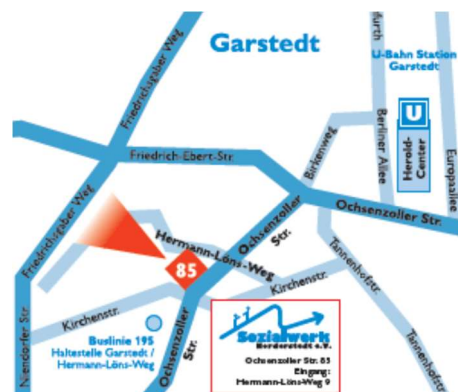 Garstedt
furth
U-Bahn Station
Garstedt
U
Herold-
Center
Berliner Allee
Europaallee
Friedrichsgaber Weg
Birkenweg
Friedrich-Ebert-Str.
Ochsenzoller Str.
Friedrichsgaber Weg
Hermann-Löns-Weg
Ochsenzoller
Str.
Tannenhofstr
Tannenhofstr
85
Kirchenstr.
Kirchenstr.
Niendorfer Str.
Buslinie 195
Haltestelle Garstedt /
Hermann-Löns-Weg
Ochsenzoller
Str.
Sozialwerk
Norderstedt e.V.
Ochsenzoller Str. 85
Eingang:
Hermann-Löns-Weg 9